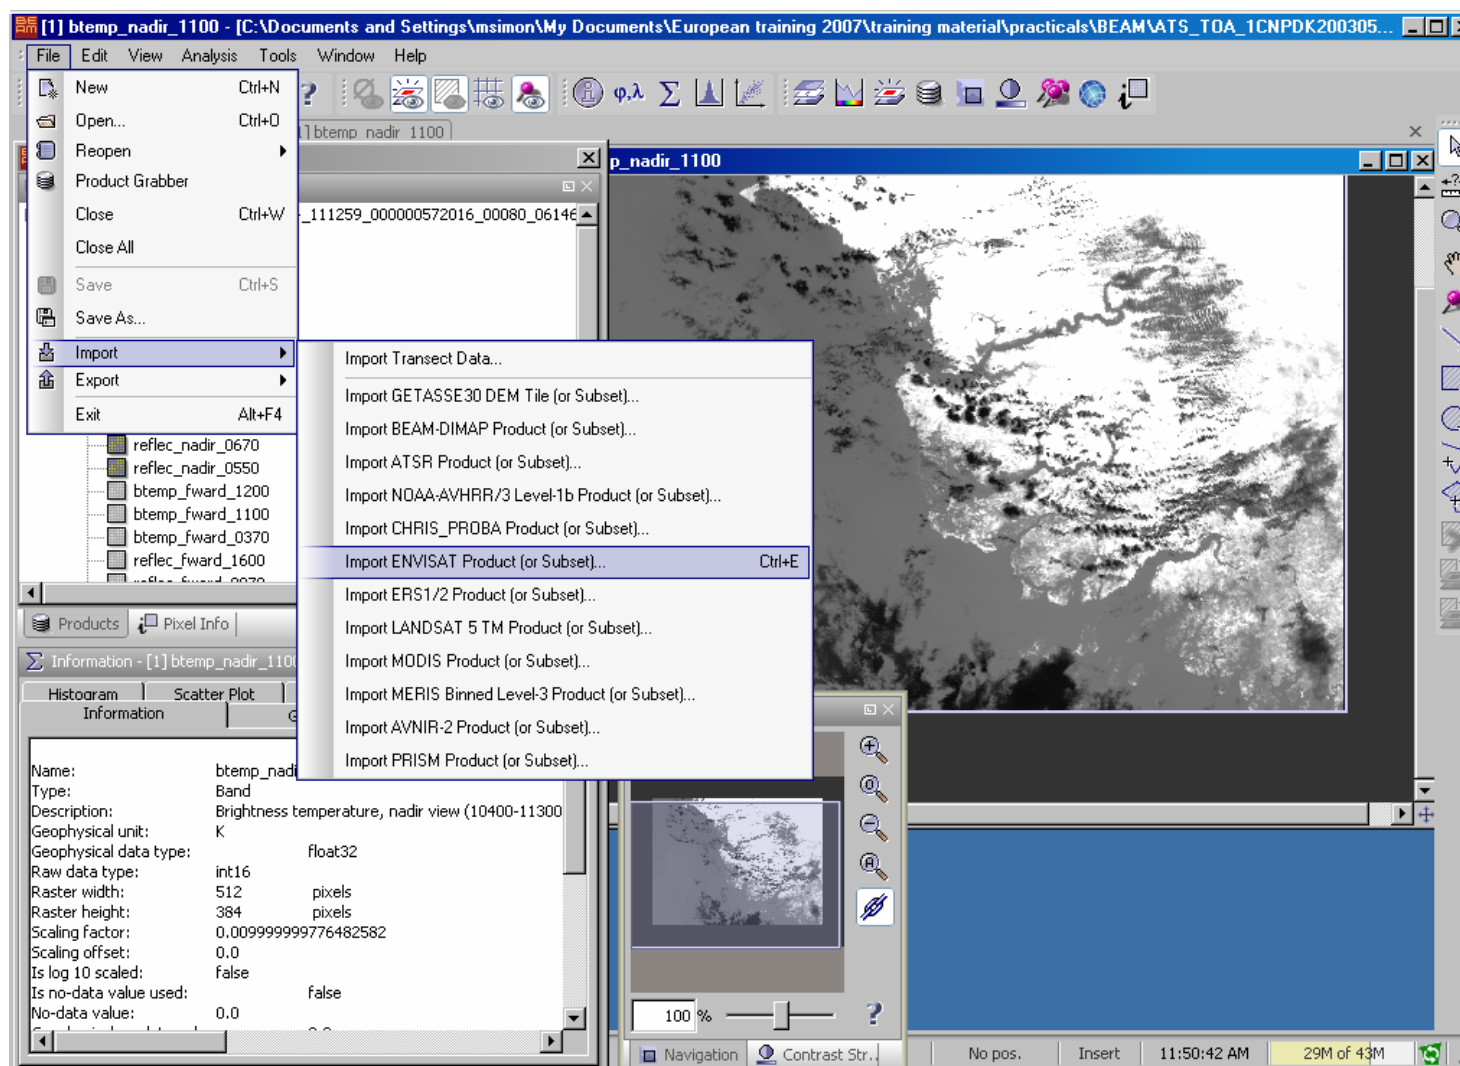 [1] btemp_nadir_1100 - [C:\Documents and Settings\msimon\My Documents\European training 2007\training material\practicals\BEAM\ATS_TOA_1CNPDK200305...
File Edit View Analysis Tools Window Help
New Ctrl+N
Open... Ctrl+O
Reopen
Product Grabber
Close Ctrl+W
Close All
Save Ctrl+S
Save As...
Import
Export
Exit Alt+F4
1] btemp_nadir_1100
p_nadir_1100
_111259_000000572016_00080_06146
Import Transect Data...
Import GETASSE30 DEM Tile (or Subset)...
Import BEAM-DIMAP Product (or Subset)...
Import ATSR Product (or Subset)...
Import NOAA-AVHRR/3 Level-1b Product (or Subset)...
Import CHRIS_PROBA Product (or Subset)...
Import ENVISAT Product (or Subset)... Ctrl+E
Import ERS1/2 Product (or Subset)...
Import LANDSAT 5 TM Product (or Subset)...
Import MODIS Product (or Subset)...
Import MERIS Binned Level-3 Product (or Subset)...
Import AVNIR-2 Product (or Subset)...
Import PRISM Product (or Subset)...
reflec_nadir_0670
reflec_nadir_0550
btemp_fward_1200
btemp_fward_1100
btemp_fward_0370
reflec_fward_1600
Products Pixel Info
Information - [1] btemp_nadir_110
Histogram Scatter Plot
Information
Name: btemp_nadi
Type: Band
Description: Brightness temperature, nadir view (10400-11300
Geophysical unit: K
Geophysical data type: float32
Raw data type: int16
Raster width: 512 pixels
Raster height: 384 pixels
Scaling factor: 0.009999999776482582
Scaling offset: 0.0
Is log 10 scaled: false
Is no-data value used: false
No-data value: 0.0
100 %
Navigation Contrast Str..
No pos. Insert 11:50:42 AM 29M of 43M